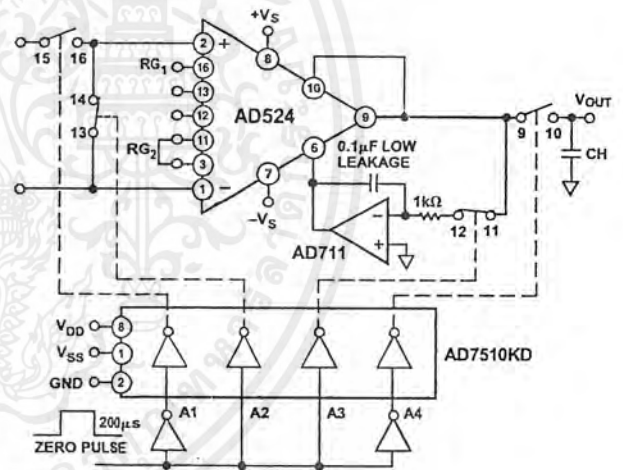 +VS
15 16
2 +
8
RG1
16
10
14
13
12
AD524
9
VOUT
9 10
13
11
RG2
3
6
0.1μF LOW
LEAKAGE
CH
1 −
7
−VS
1kΩ
−
12 11
+
AD711
VDD 8
VSS 1
GND 2
AD7510KD
200μs
ZERO PULSE
A1 A2 A3 A4